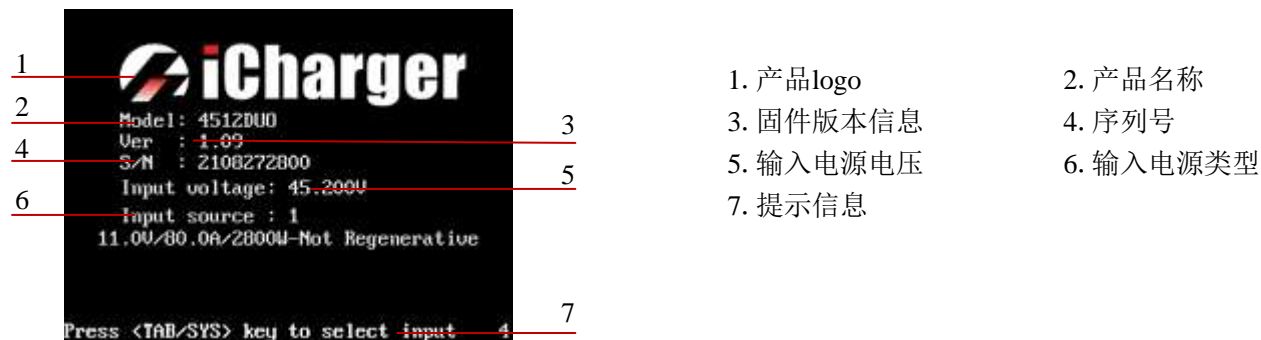 iCharger
Model: 4512DUO
Ver : 1.09
S/N : 2108272800
Input voltage: 45.200V
Input source : 1
11.0V/80.0A/2800W-Not Regenerative
Press <TAB/SYS> key to select input 4
1
2
4
6
3
5
7
1. 产品logo 2. 产品名称
3. 固件版本信息 4. 序列号
5. 输入电源电压 6. 输入电源类型
7. 提示信息